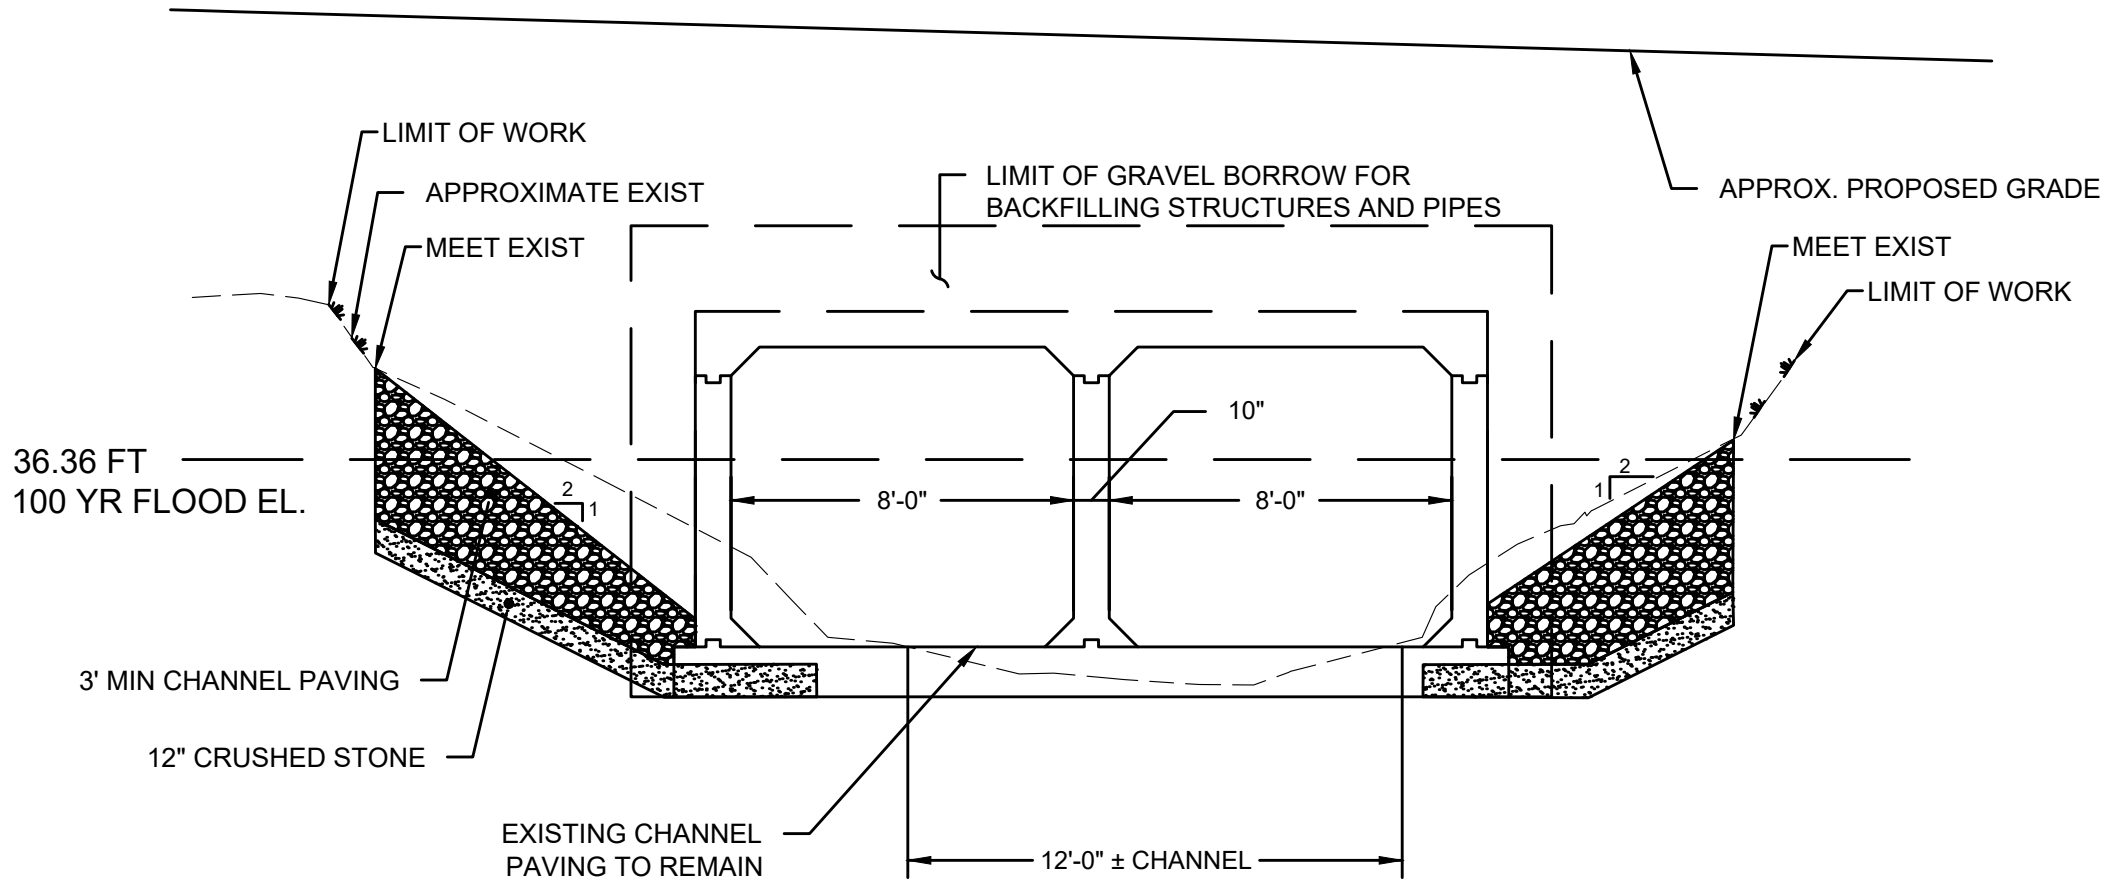 LIMIT OF WORK
APPROXIMATE EXIST
MEET EXIST
LIMIT OF GRAVEL BORROW FOR
BACKFILLING STRUCTURES AND PIPES
APPROX. PROPOSED GRADE
MEET EXIST
LIMIT OF WORK
10"
36.36 FT
100 YR FLOOD EL.
2
1
8'-0"
8'-0"
2
1
3' MIN CHANNEL PAVING
12" CRUSHED STONE
EXISTING CHANNEL
PAVING TO REMAIN
12'-0" ± CHANNEL